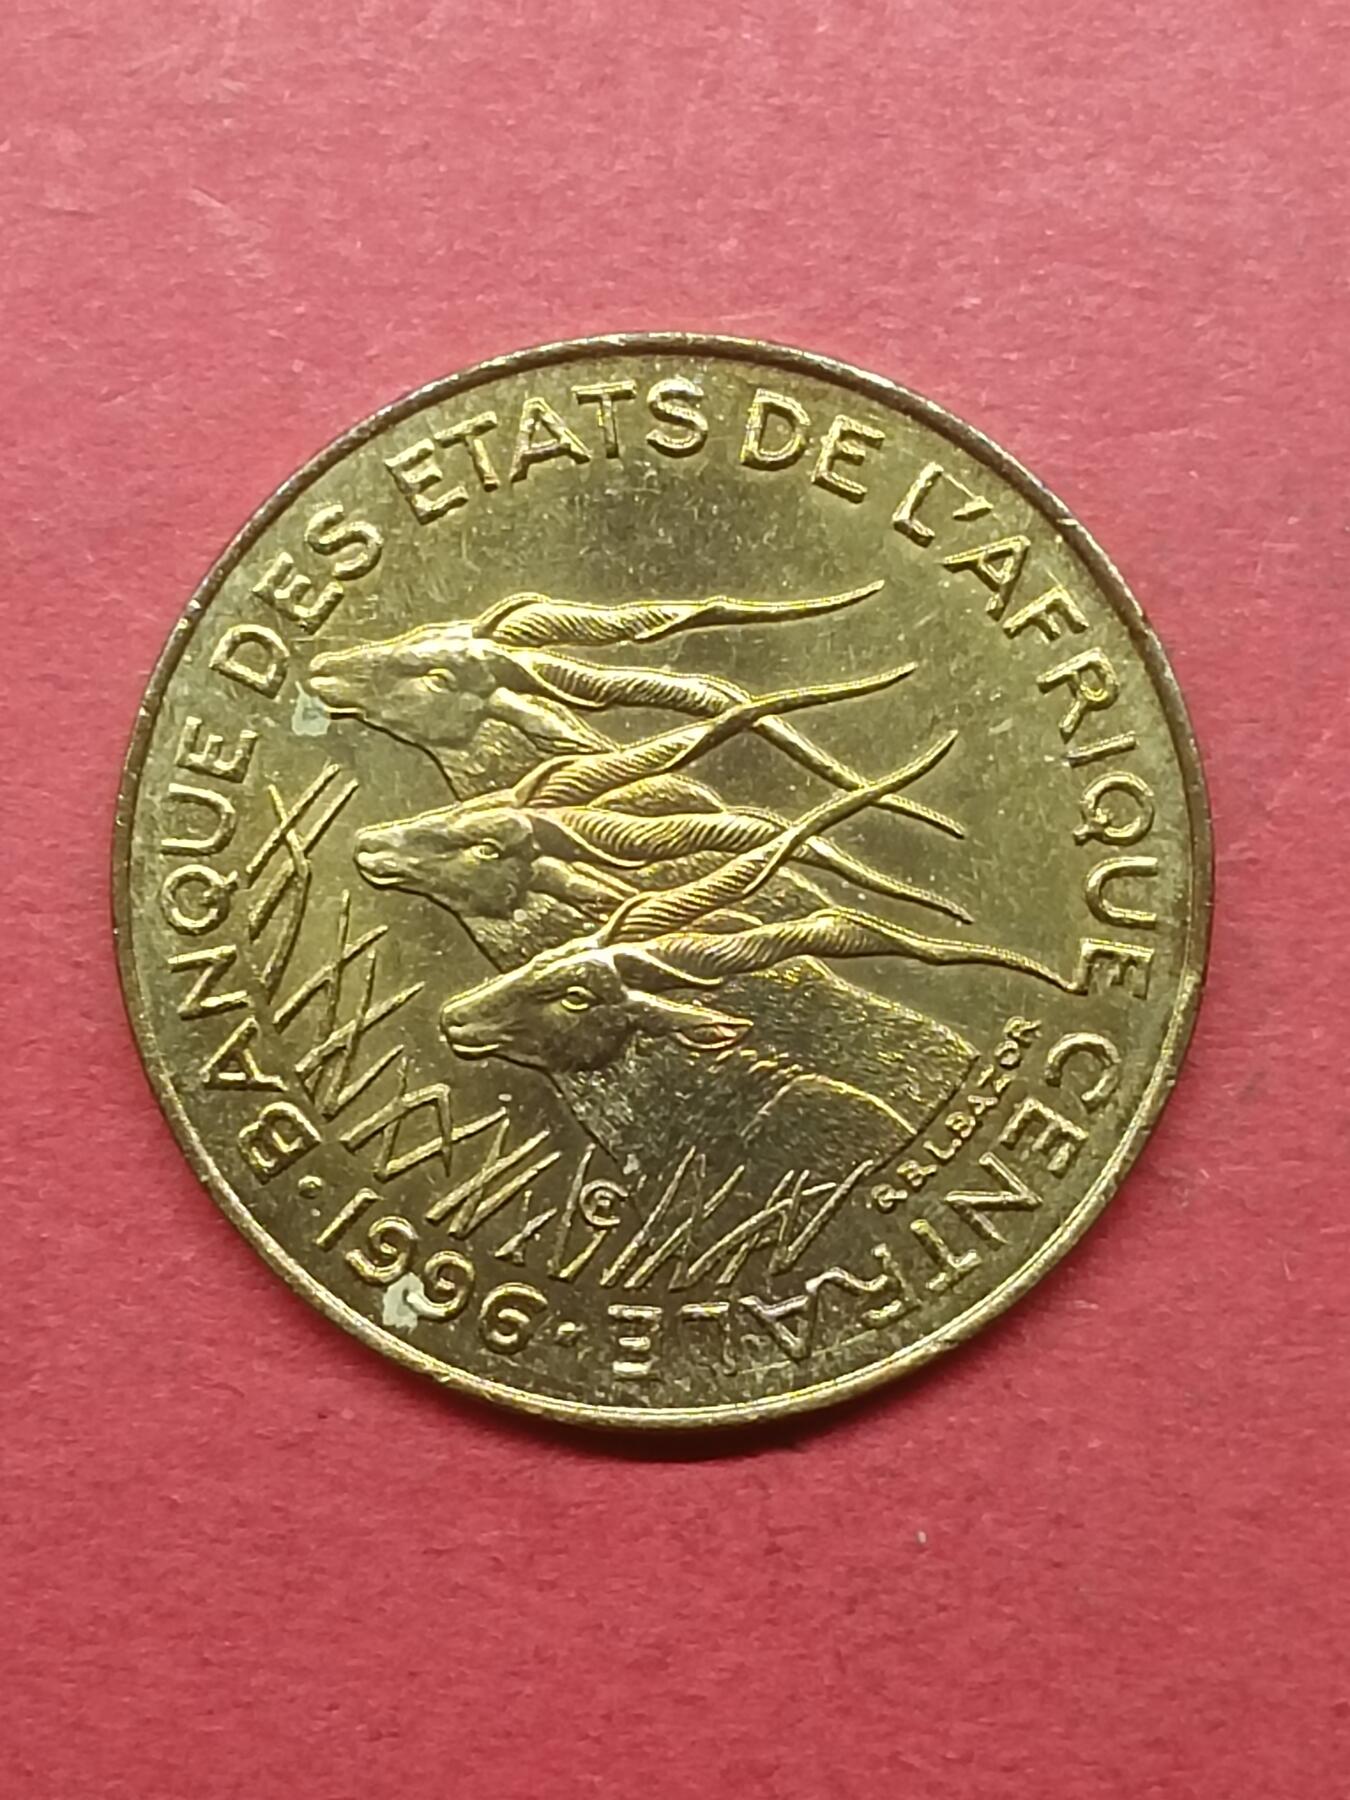 BANQUE DES ETATS DE L'AFRIQUE CENTRALE
• 1996 •
G.B.L.BAZOR